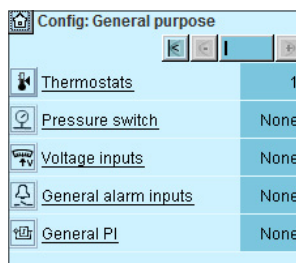 Config: General purpose
Thermostats 1
Pressure switch None
Voltage inputs None
General alarm inputs None
General PI None